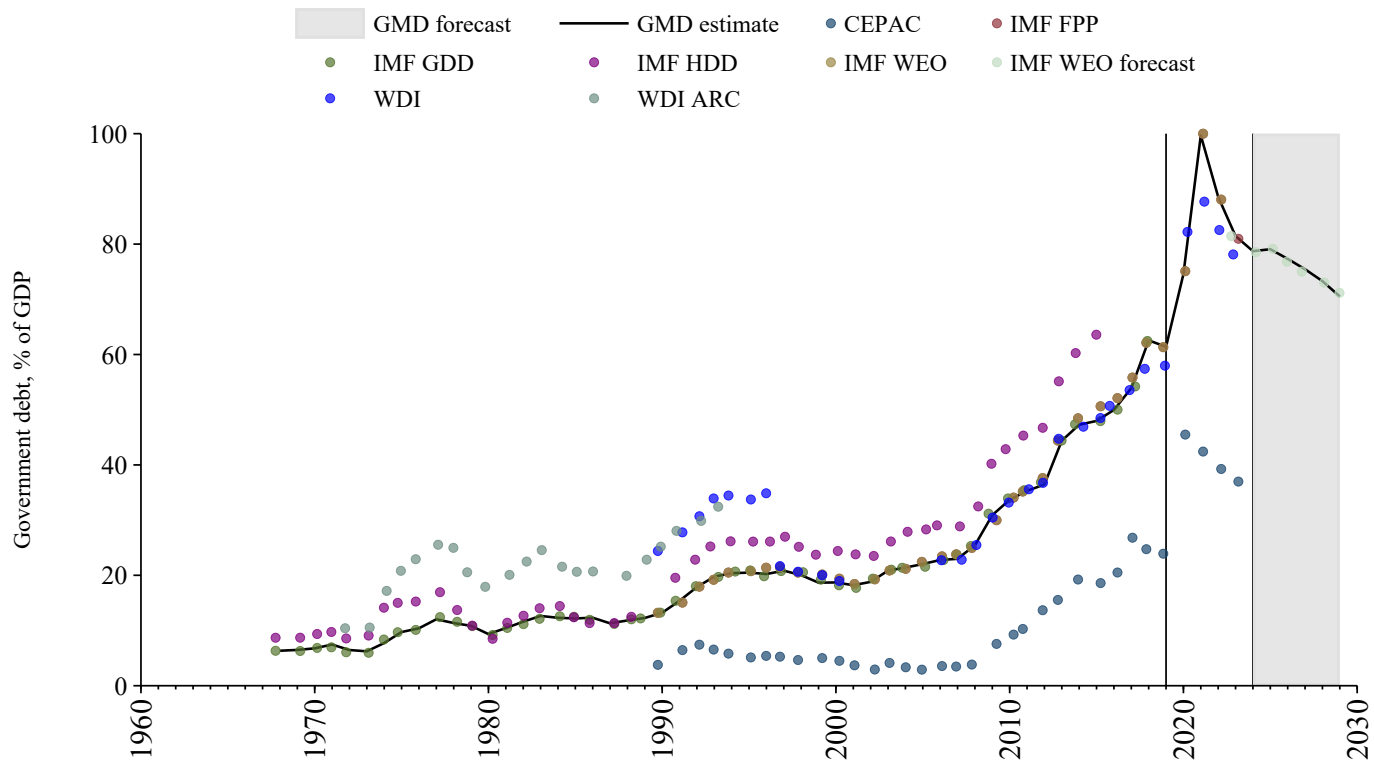 GMD forecast GMD estimate CEPAC IMF FPP
IMF GDD IMF HDD IMF WEO IMF WEO forecast
WDI WDI ARC
Government debt, % of GDP
100
80
60
40
20
0
1960 1970 1980 1990 2000 2010 2020 2030